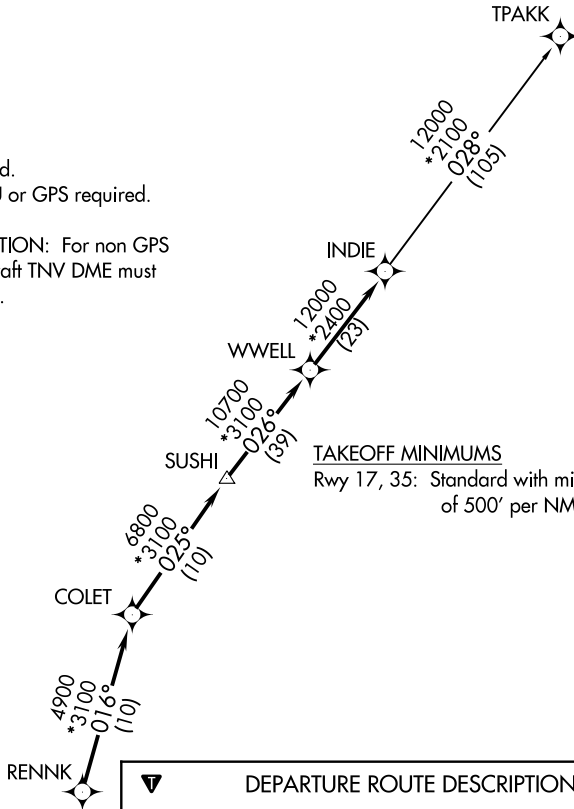 TPAKK
12000
*2100
028°
(105)
d.
or GPS required.
TION: For non GPS
raft TNV DME must
.
INDIE
12000
*2400
(23)
WWELL
10700
*3100
026°
(39)
SUSHI
TAKEOFF MINIMUMS
Rwy 17, 35: Standard with mi
of 500' per NM
6800
*3100
025°
(10)
COLET
4900
*3100
016°
(10)
RENNK
T
DEPARTURE ROUTE DESCRIPTION